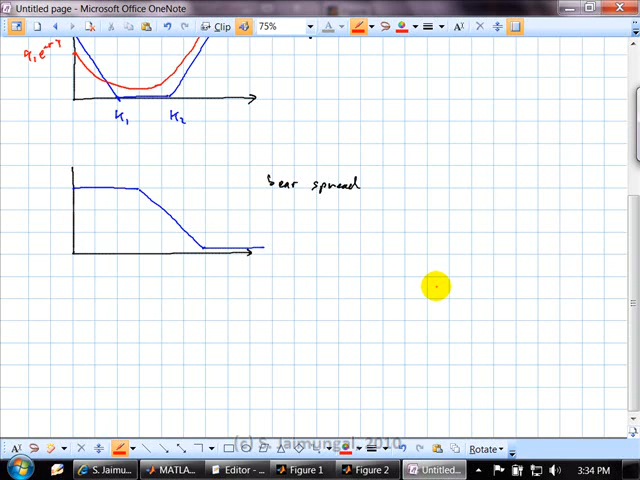 Untitled page - Microsoft Office OneNote
Clip
75%
K₁
K₂
bear spread
(c) S. Jaimungal, 2010
Rotate
S. Jaimu...
MATLA...
Editor - ...
Figure 1
Figure 2
Untitled...
3:34 PM